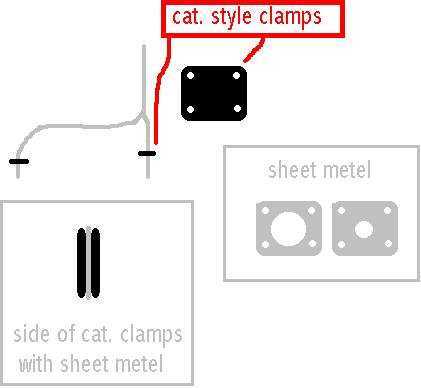 cat. style clamps
sheet metel
side of cat. clamps
with sheet metel